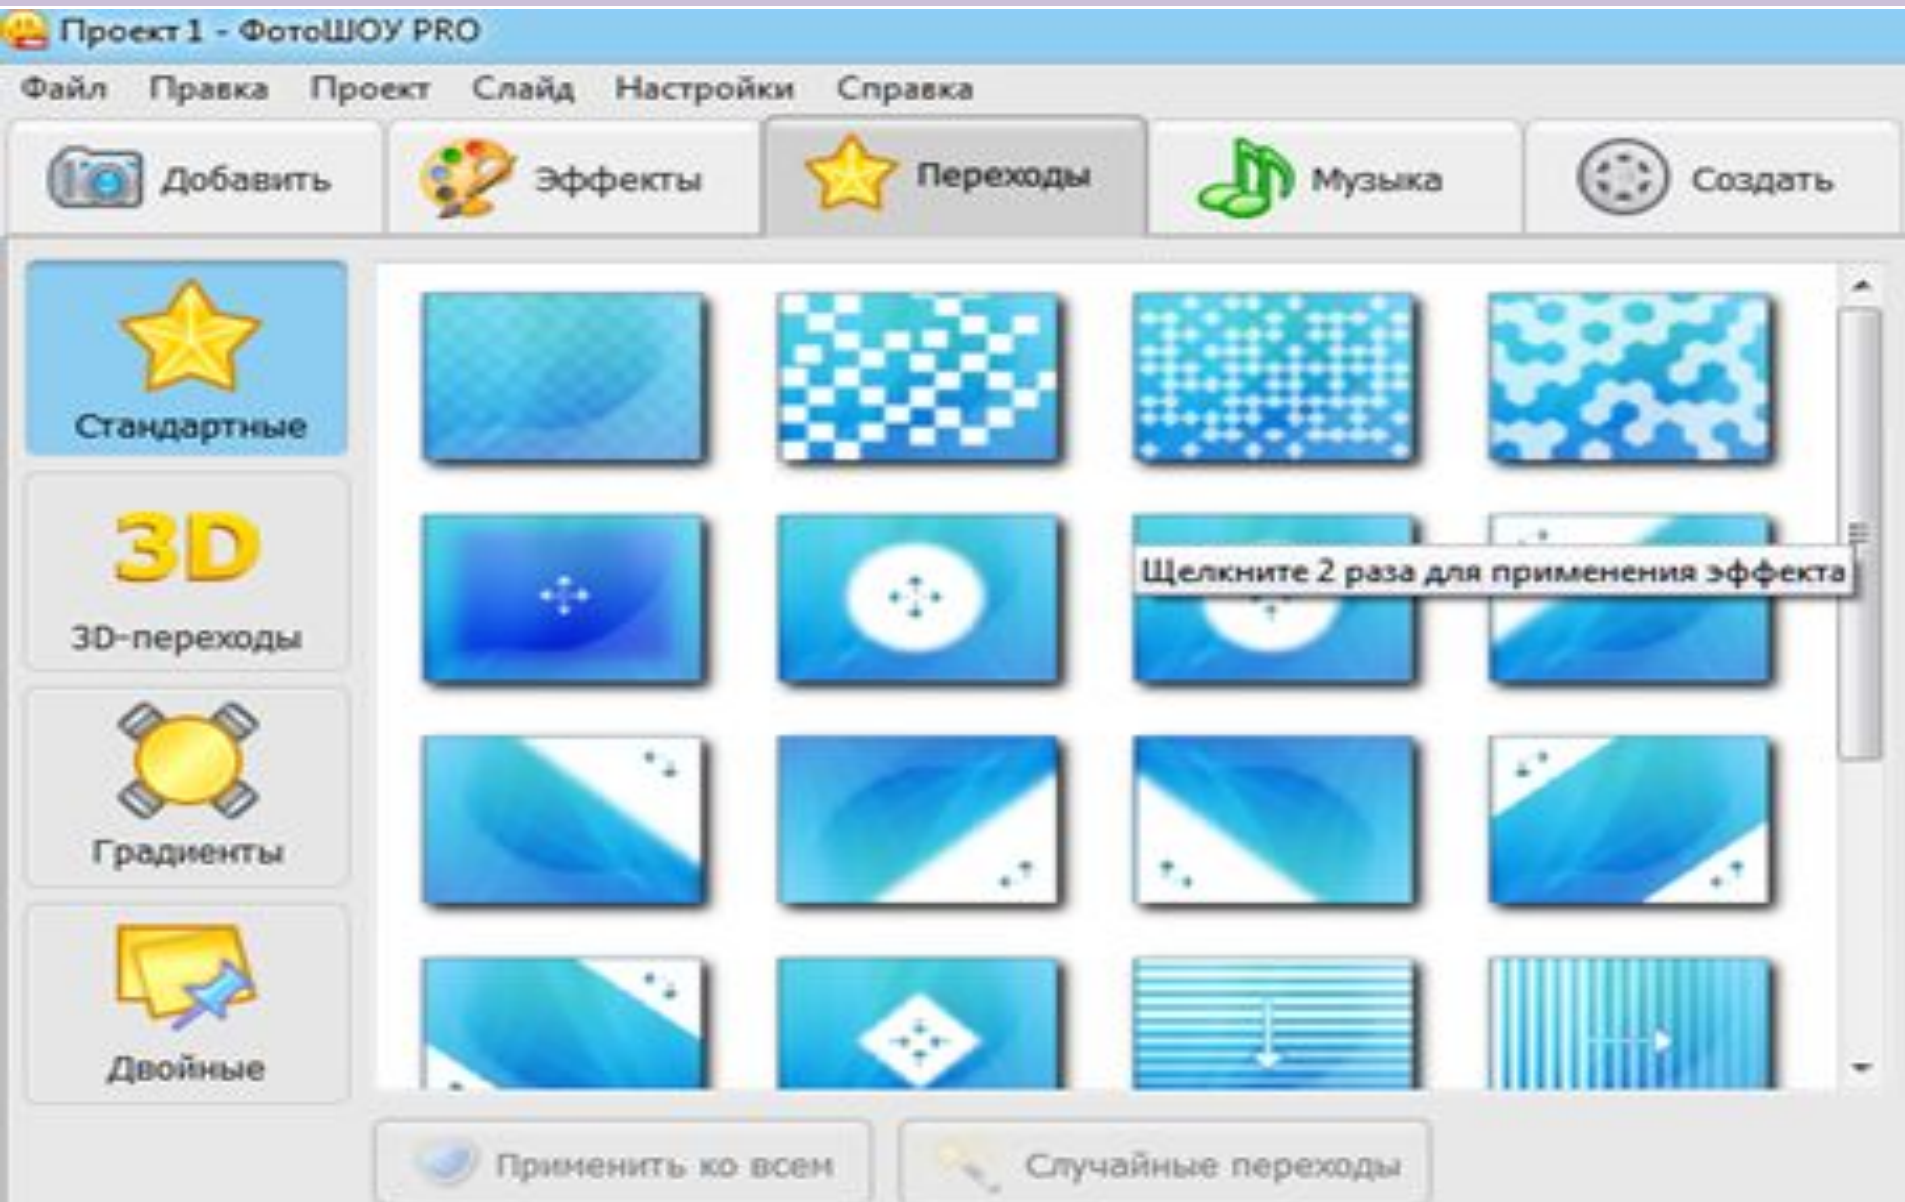 Проект 1 - ФотоШОУ PRO
Файл Правка Проект Слайд Настройки Справка
Добавить Эффекты Переходы Музыка Создать
Стандартные
Щелкните 2 раза для применения эффекта
3D
3D-переходы
Градиенты
Двойные
Применить ко всем Случайные переходы